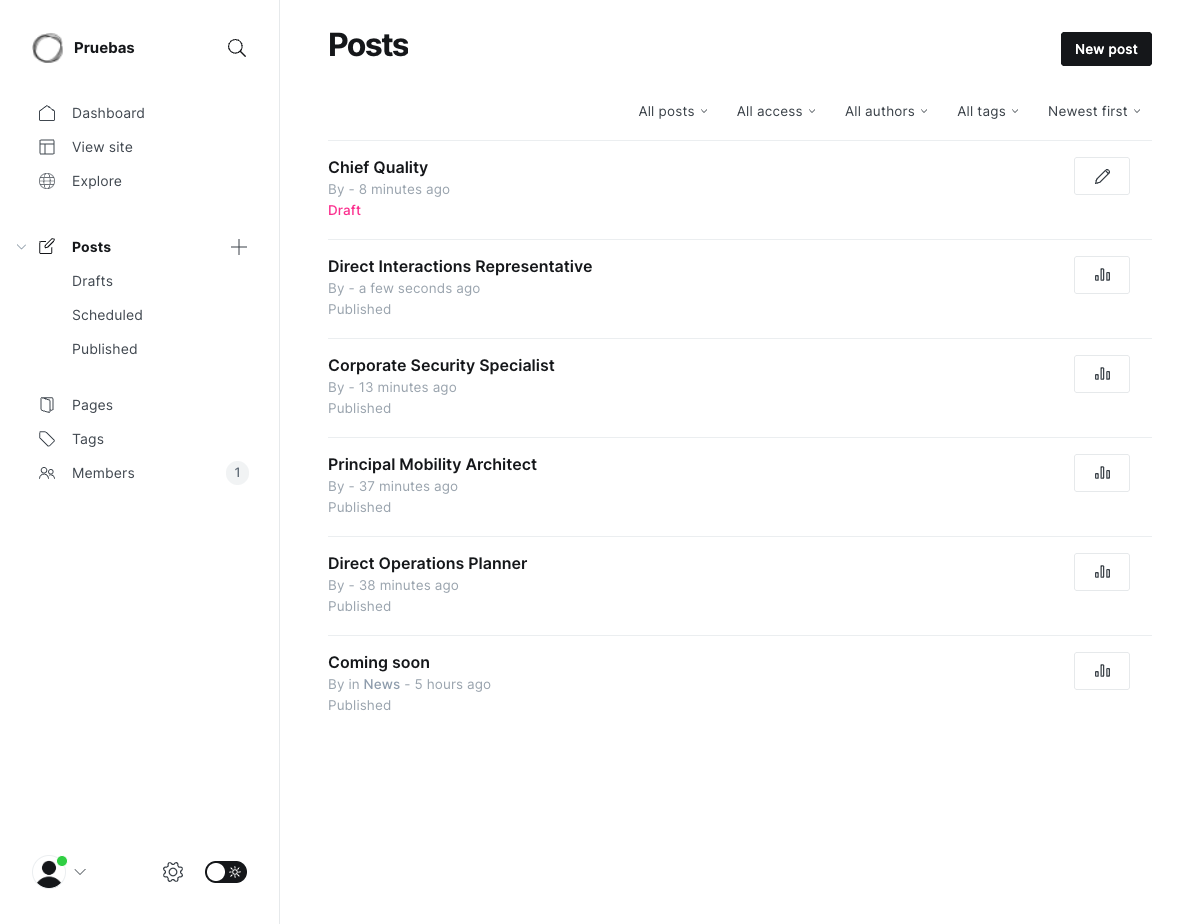 Pruebas
Dashboard
View site
Explore
Posts
Drafts
Scheduled
Published
Pages
Tags
Members 1
Posts
New post
All posts All access All authors All tags Newest first
Chief Quality
By - 8 minutes ago
Draft
Direct Interactions Representative
By - a few seconds ago
Published
Corporate Security Specialist
By - 13 minutes ago
Published
Principal Mobility Architect
By - 37 minutes ago
Published
Direct Operations Planner
By - 38 minutes ago
Published
Coming soon
By in News - 5 hours ago
Published